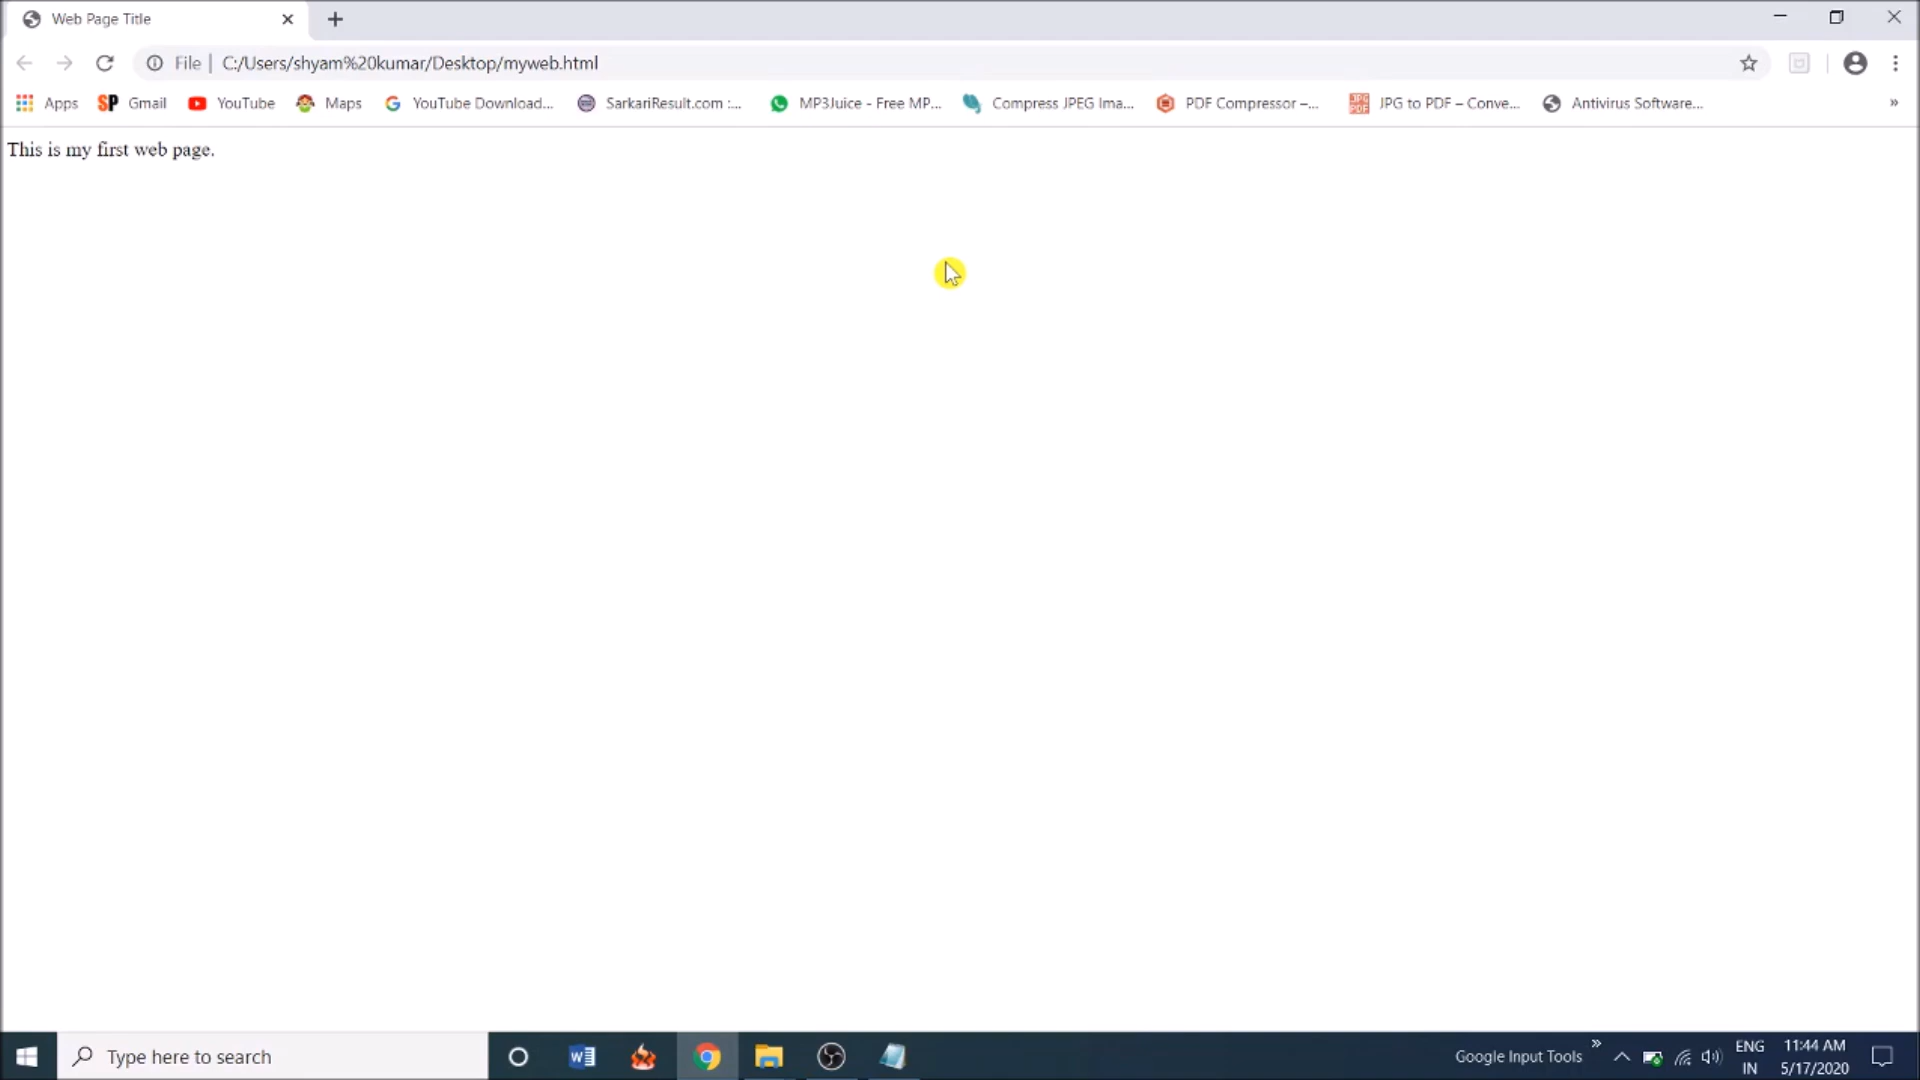 Web Page Title
File | C:/Users/shyam%20kumar/Desktop/myweb.html
Apps SP Gmail YouTube Maps YouTube Download... SarkariResult.com :... MP3Juice - Free MP... Compress JPEG Ima... PDF Compressor –... JPG to PDF – Conve... Antivirus Software... »
This is my first web page.
Type here to search Google Input Tools » ENG 11:44 AM
IN 5/17/2020